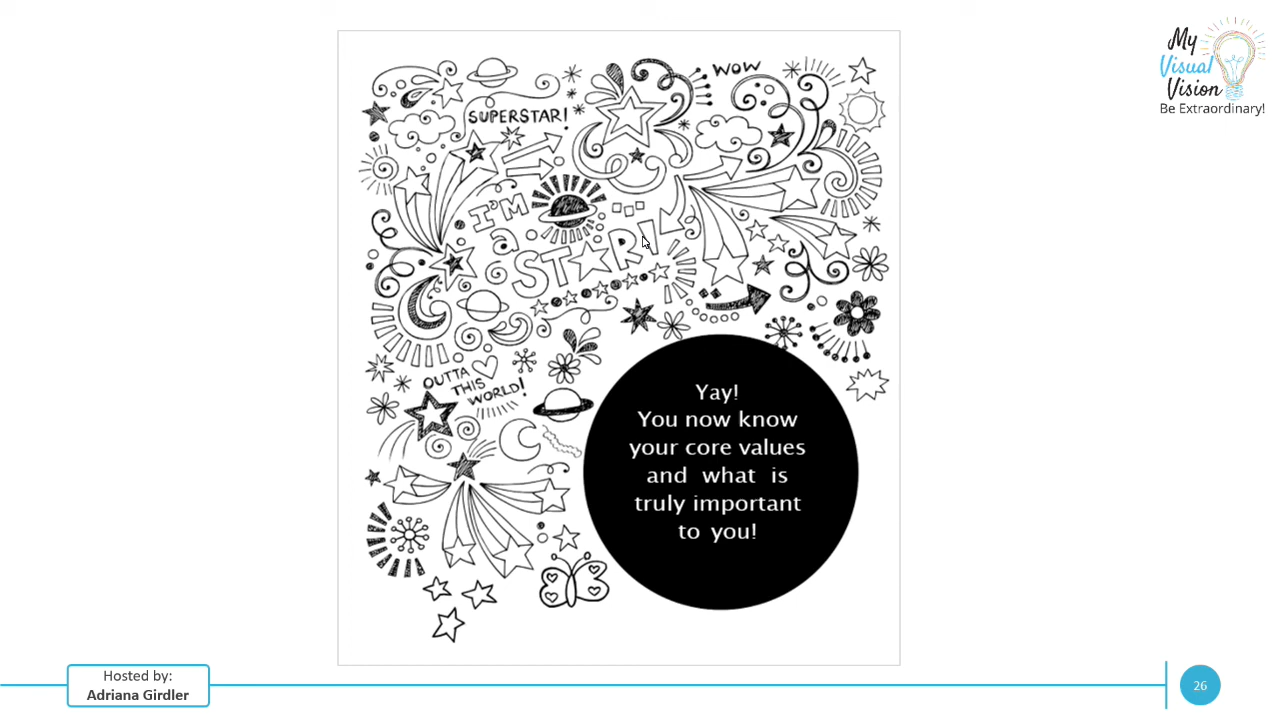 My
Visual
Vision
Be Extraordinary!
WOW
SUPERSTAR!
I'M
a
STAR!
OUTTA
THIS
WORLD!
Yay!
You now know
your core values
and what is
truly important
to you!
Hosted by:
Adriana Girdler
26